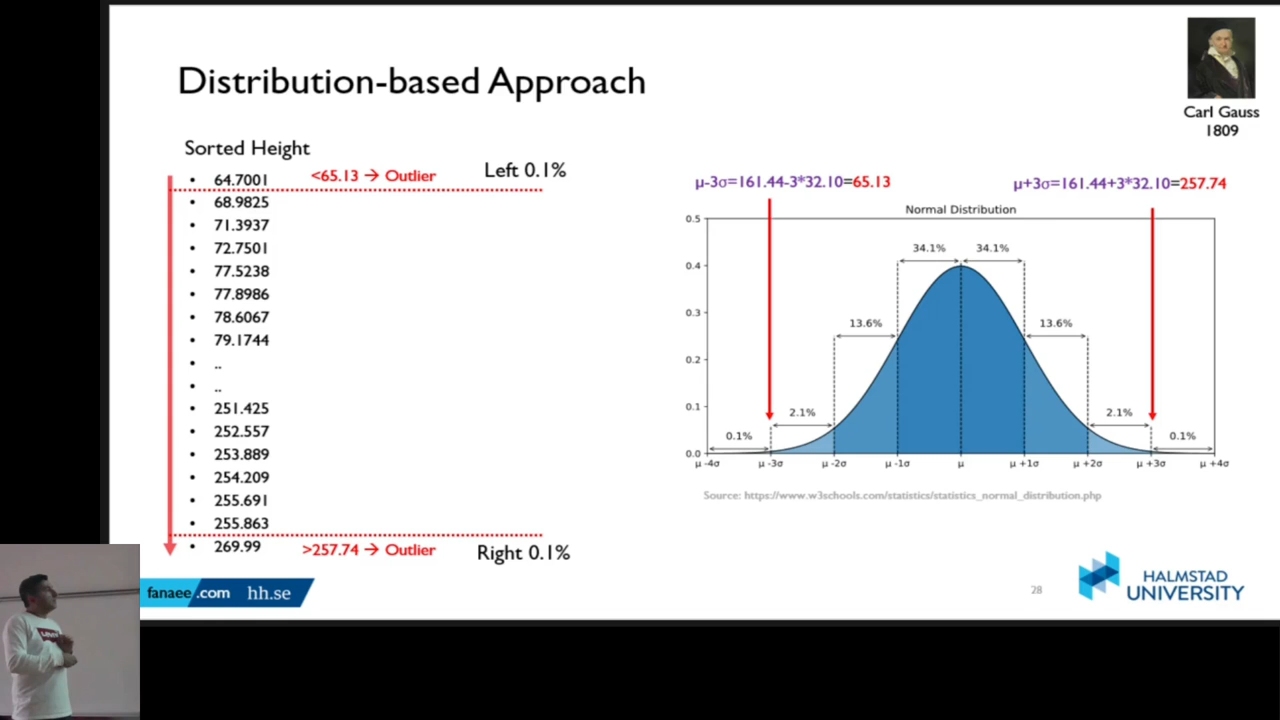 Distribution-based Approach
Carl Gauss
1809
Sorted Height
• 64.7001
<65.13 → Outlier
Left 0.1%
• 68.9825
• 71.3937
• 72.7501
• 77.5238
• 77.8986
• 78.6067
• 79.1744
• ..
• ..
• 251.425
• 252.557
• 253.889
• 254.209
• 255.691
• 255.863
• 269.99
>257.74 → Outlier
Right 0.1%
μ-3σ=161.44-3*32.10=65.13
μ+3σ=161.44+3*32.10=257.74
Normal Distribution
0.5
0.4
0.3
0.2
0.1
0.0
34.1% 34.1%
13.6% 13.6%
2.1% 2.1%
0.1% 0.1%
μ -4σ μ -3σ μ -2σ μ -1σ μ μ +1σ μ +2σ μ +3σ μ +4σ
Source: https://www.w3schools.com/statistics/statistics_normal_distribution.php
fanaee.com hh.se
28
HALMSTAD
UNIVERSITY